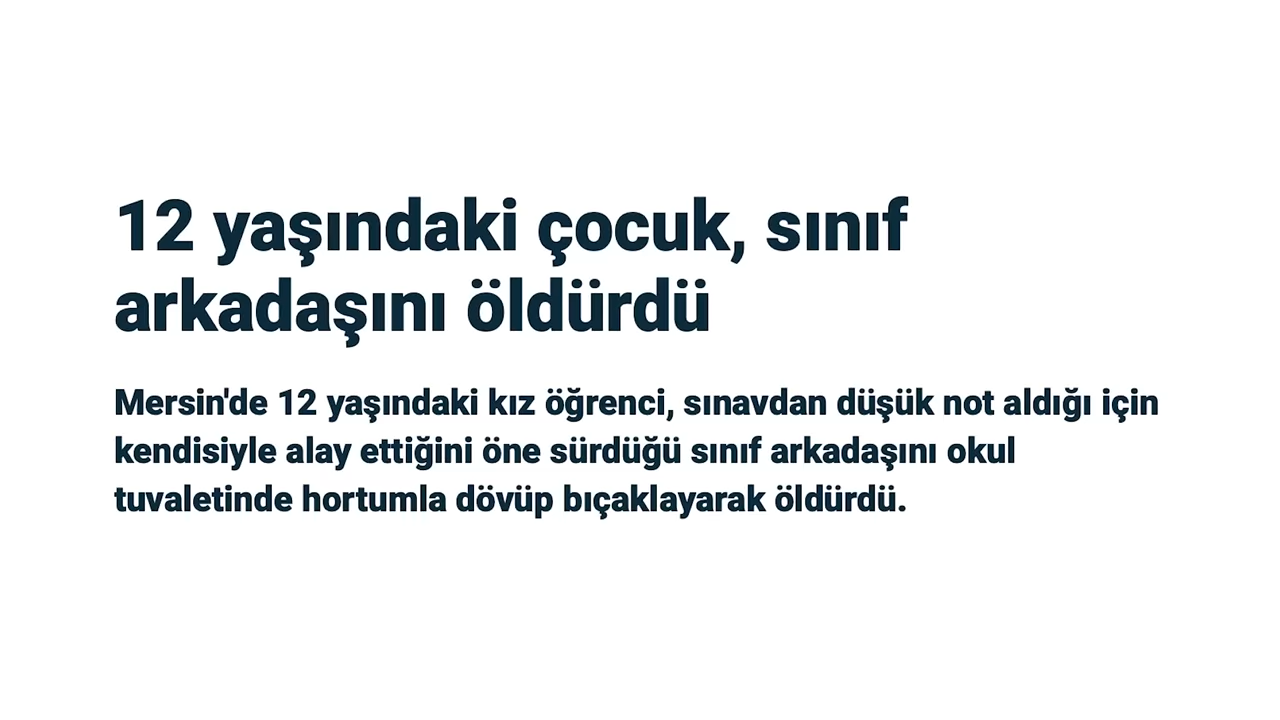 12 yaşındaki çocuk, sınıf
arkadaşını öldürdü
Mersin'de 12 yaşındaki kız öğrenci, sınavdan düşük not aldığı için
kendisiyle alay ettiğini öne sürdüğü sınıf arkadaşını okul
tuvaletinde hortumla dövüp bıçaklayarak öldürdü.